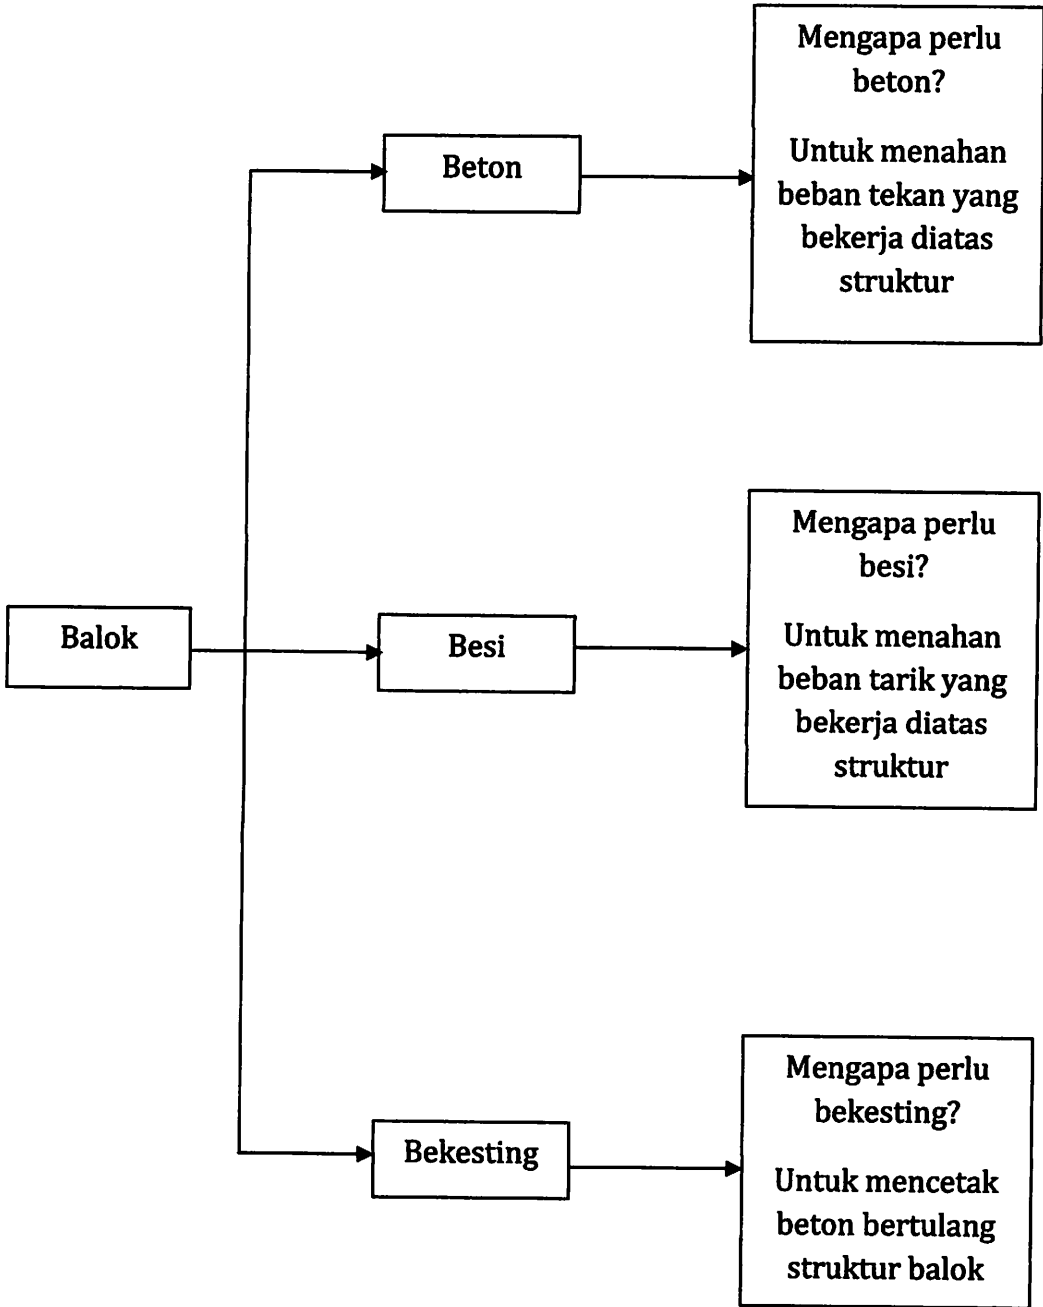 Mengapa perlu
beton?
Untuk menahan
beban tekan yang
bekerja diatas
struktur
Beton
Mengapa perlu
besi?
Untuk menahan
beban tarik yang
bekerja diatas
struktur
Balok
Besi
Mengapa perlu
bekesting?
Untuk mencetak
beton bertulang
struktur balok
Bekesting